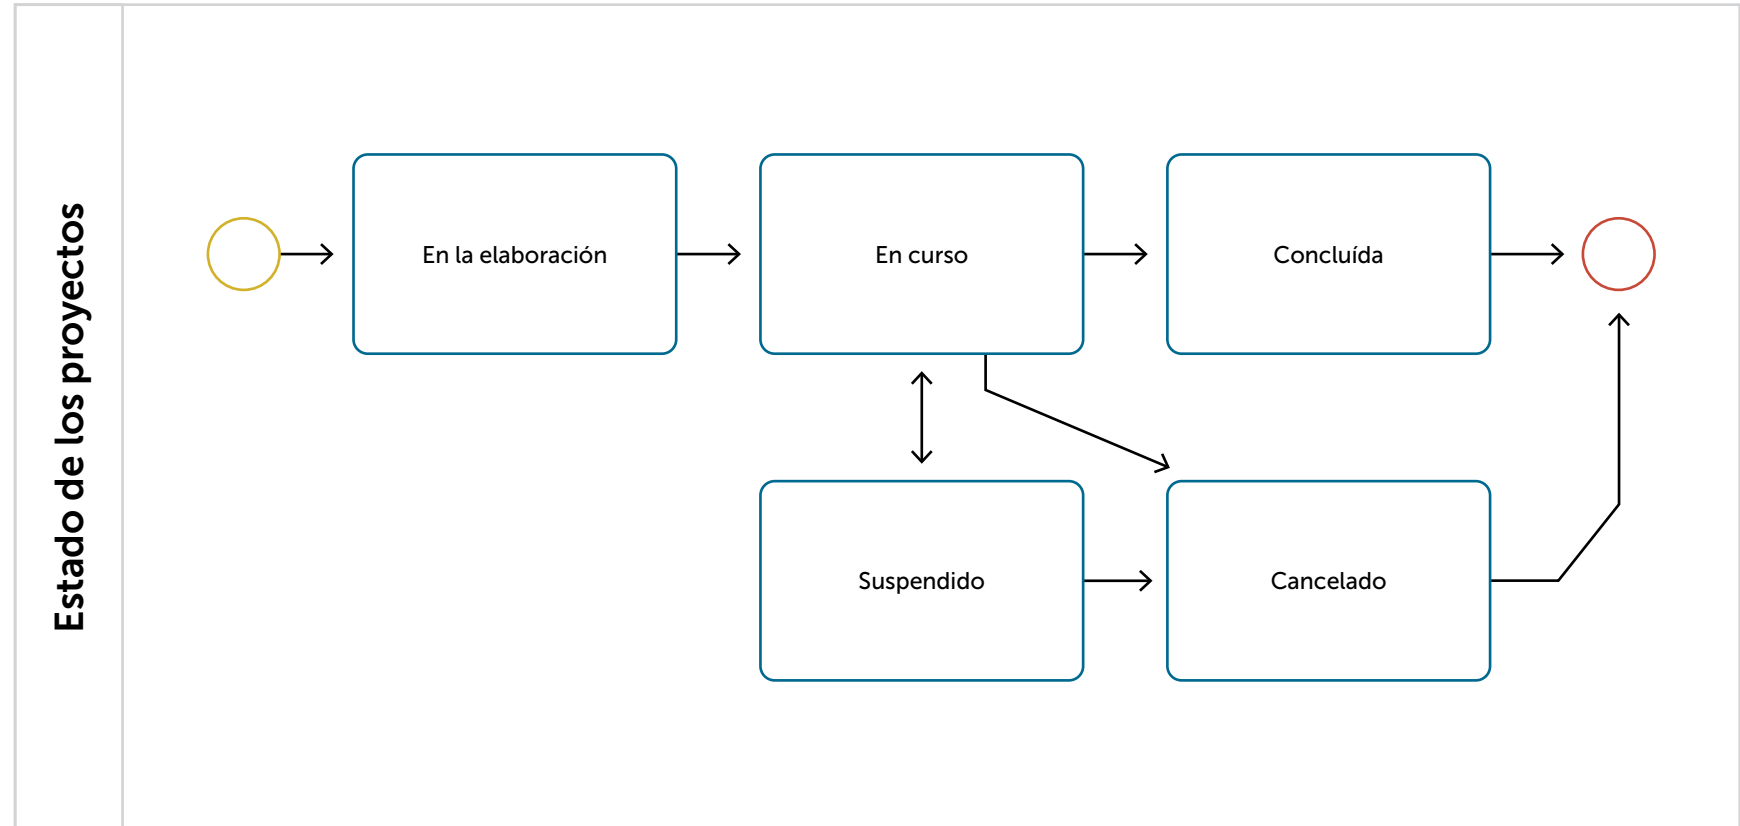 Estado de los proyectos
En la elaboración
En curso
Concluída
Suspendido
Cancelado